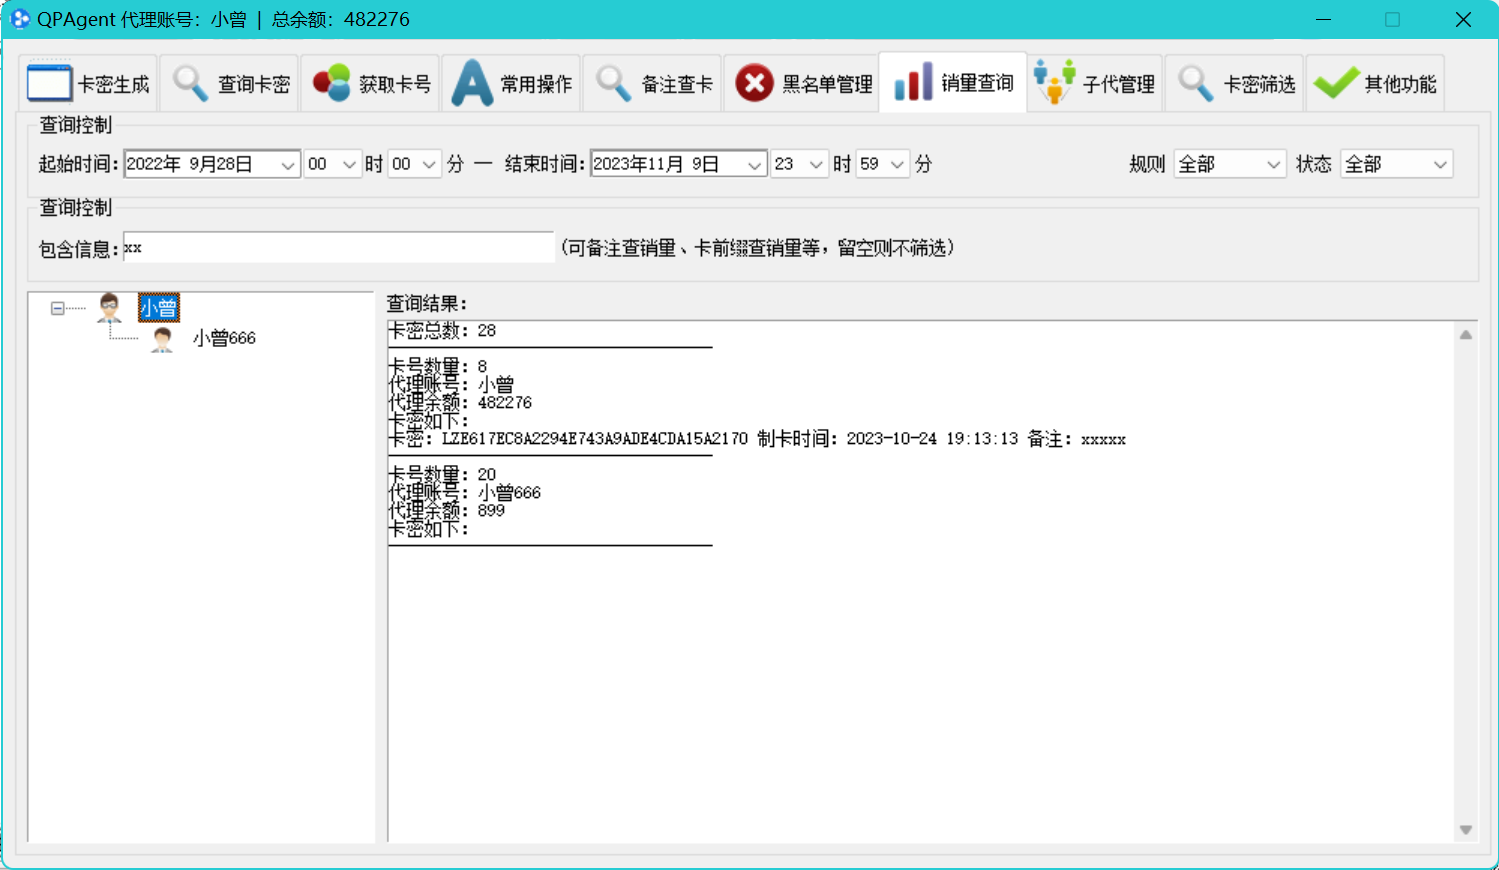 QPAgent 代理账号：小曾 | 总余额：482276
卡密生成 查询卡密 获取卡号 常用操作 备注查卡 黑名单管理 销量查询 子代管理 卡密筛选 其他功能
查询控制
起始时间：2022年 9月28日 00 时 00 分 — 结束时间：2023年11月 9日 23 时 59 分 规则 全部 状态 全部
查询控制
包含信息：xx (可备注查销量、卡前缀查销量等，留空则不筛选)
小曾
小曾666
查询结果：
卡密总数：28
卡号数量：8
代理账号：小曾
代理余额：482276
卡密如下：
卡密：LZE617EC8A2294E743A9ADE4CDA15A2170 制卡时间：2023-10-24 19:13:13 备注：xxxxx
卡号数量：20
代理账号：小曾666
代理余额：899
卡密如下：